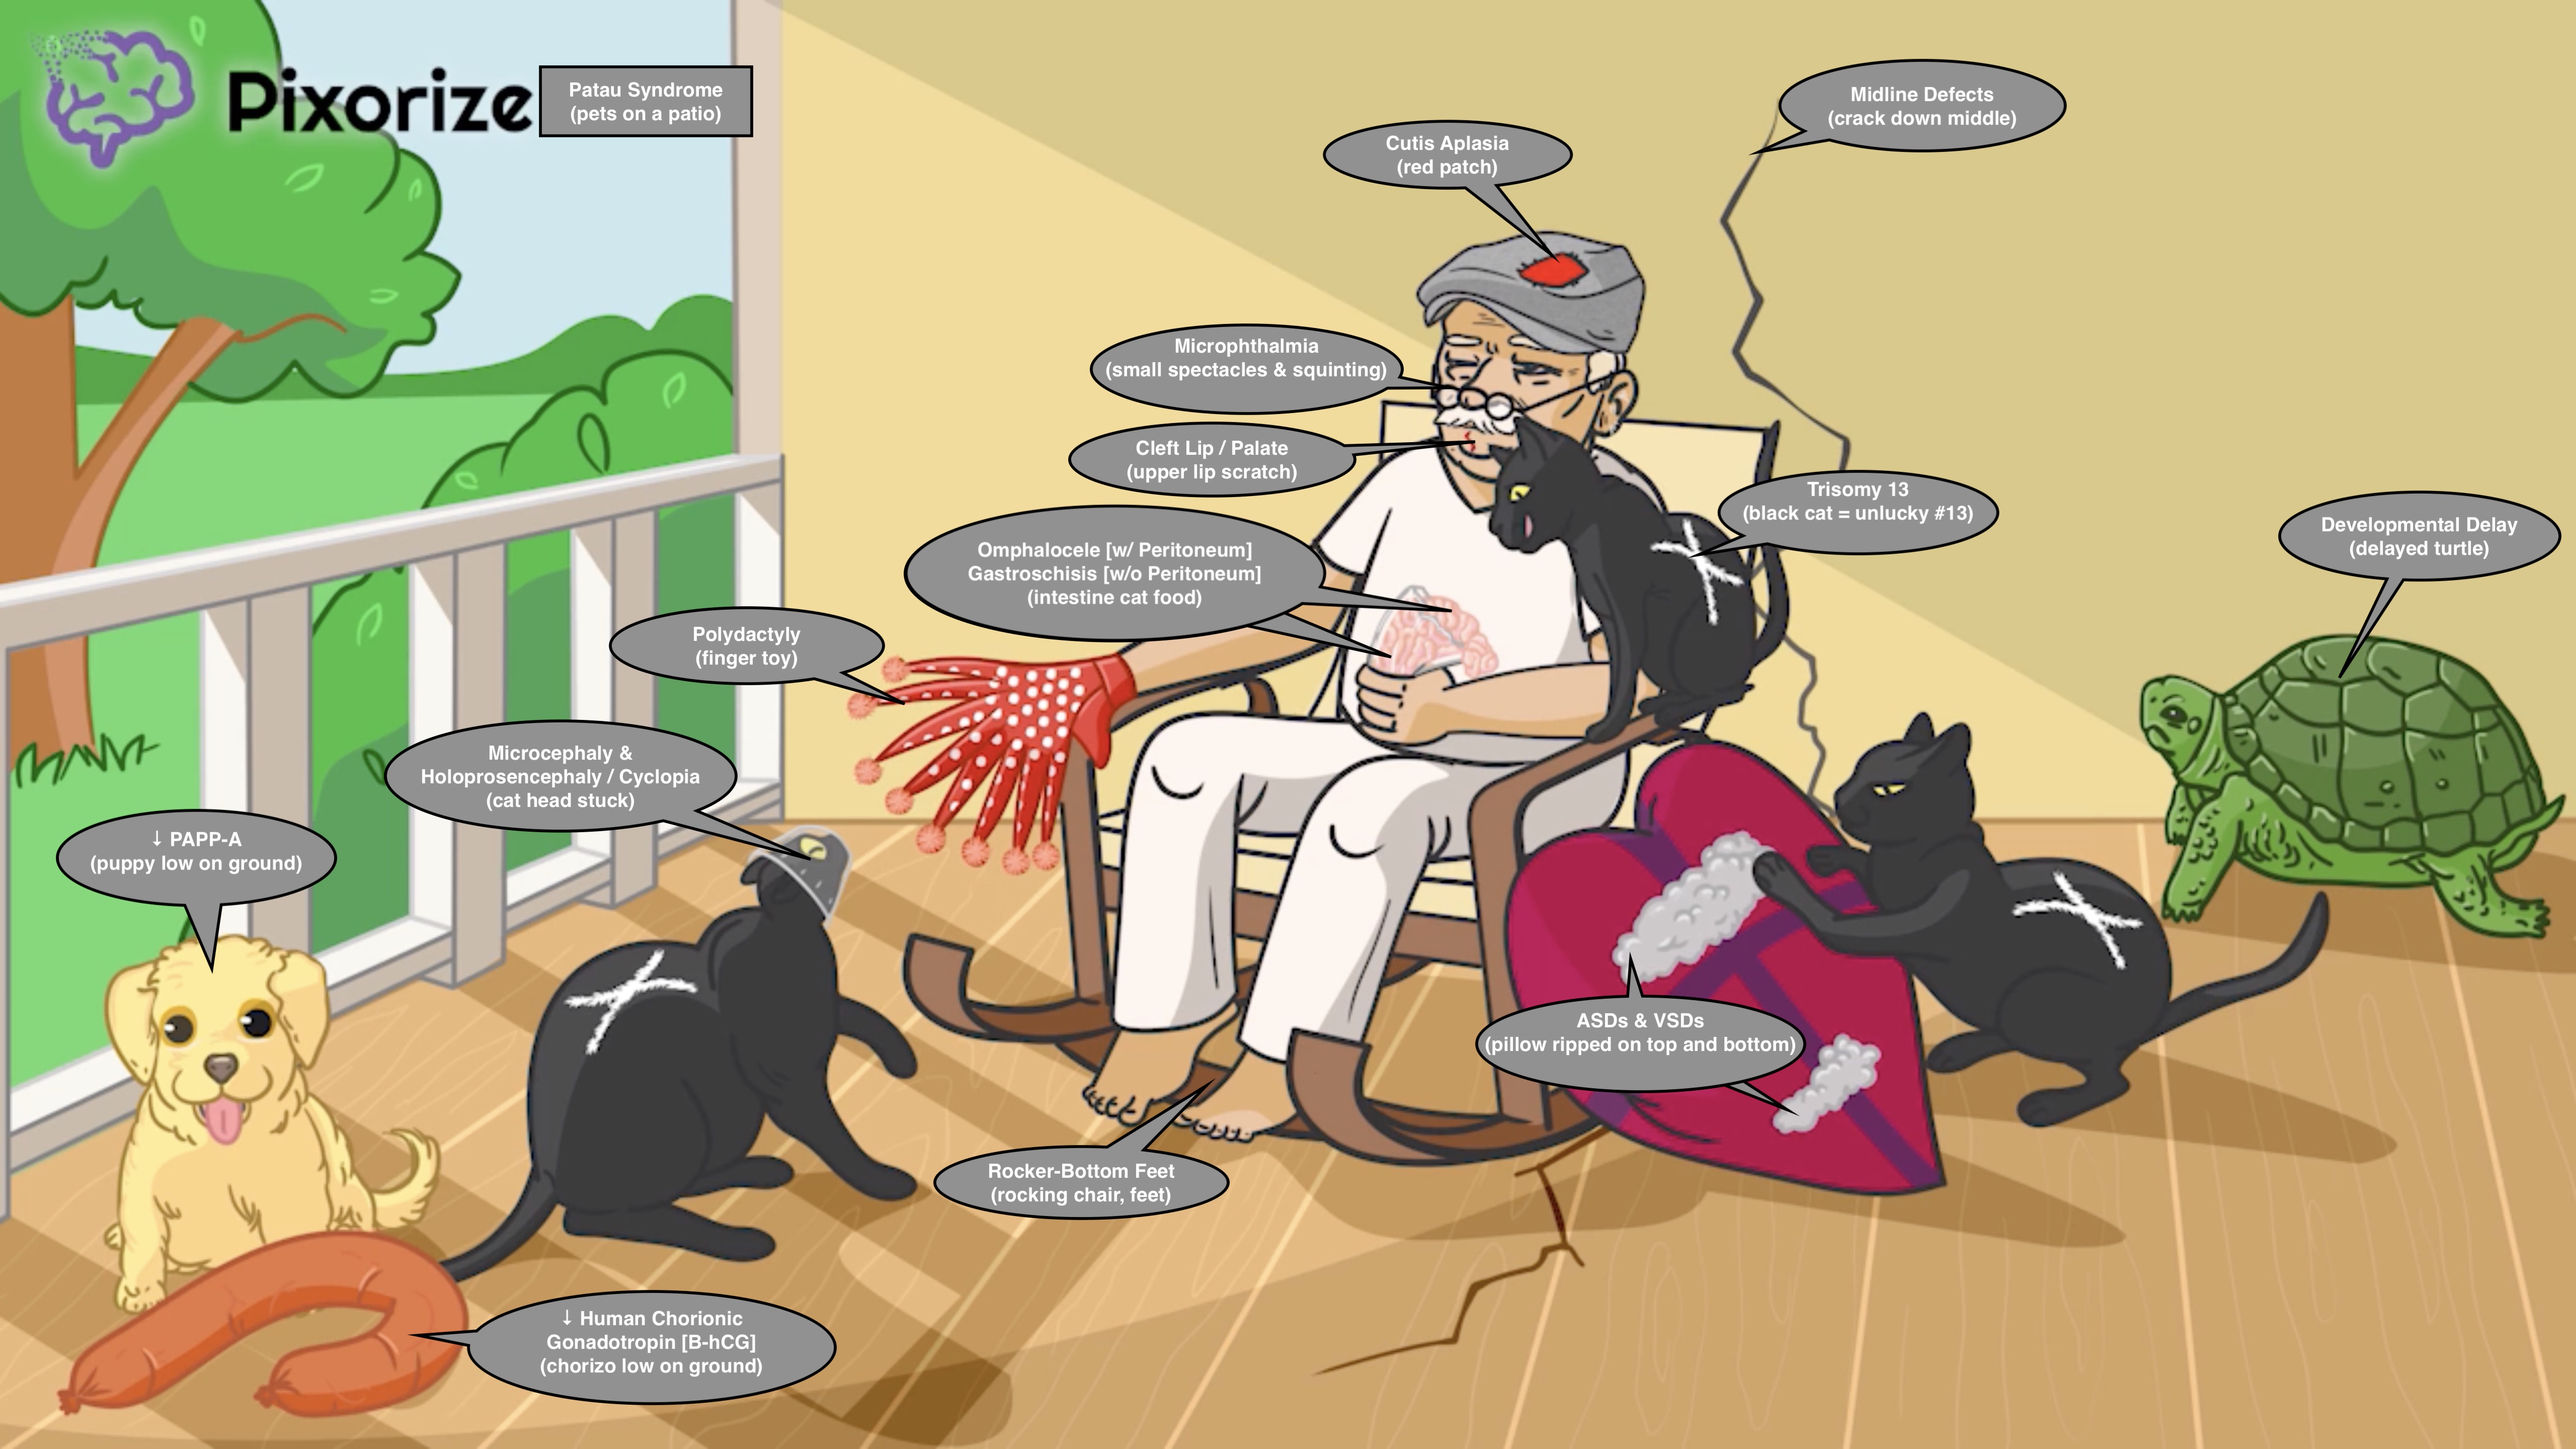 Pixorize
Patau Syndrome
(pets on a patio)
Midline Defects
(crack down middle)
Cutis Aplasia
(red patch)
Microphthalmia
(small spectacles & squinting)
Cleft Lip / Palate
(upper lip scratch)
Trisomy 13
(black cat = unlucky #13)
Developmental Delay
(delayed turtle)
Omphalocele [w/ Peritoneum]
Gastroschisis [w/o Peritoneum]
(intestine cat food)
Polydactyly
(finger toy)
Microcephaly &
Holoprosencephaly / Cyclopia
(cat head stuck)
↓ PAPP-A
(puppy low on ground)
ASDs & VSDs
(pillow ripped on top and bottom)
Rocker-Bottom Feet
(rocking chair, feet)
↓ Human Chorionic
Gonadotropin [B-hCG]
(chorizo low on ground)